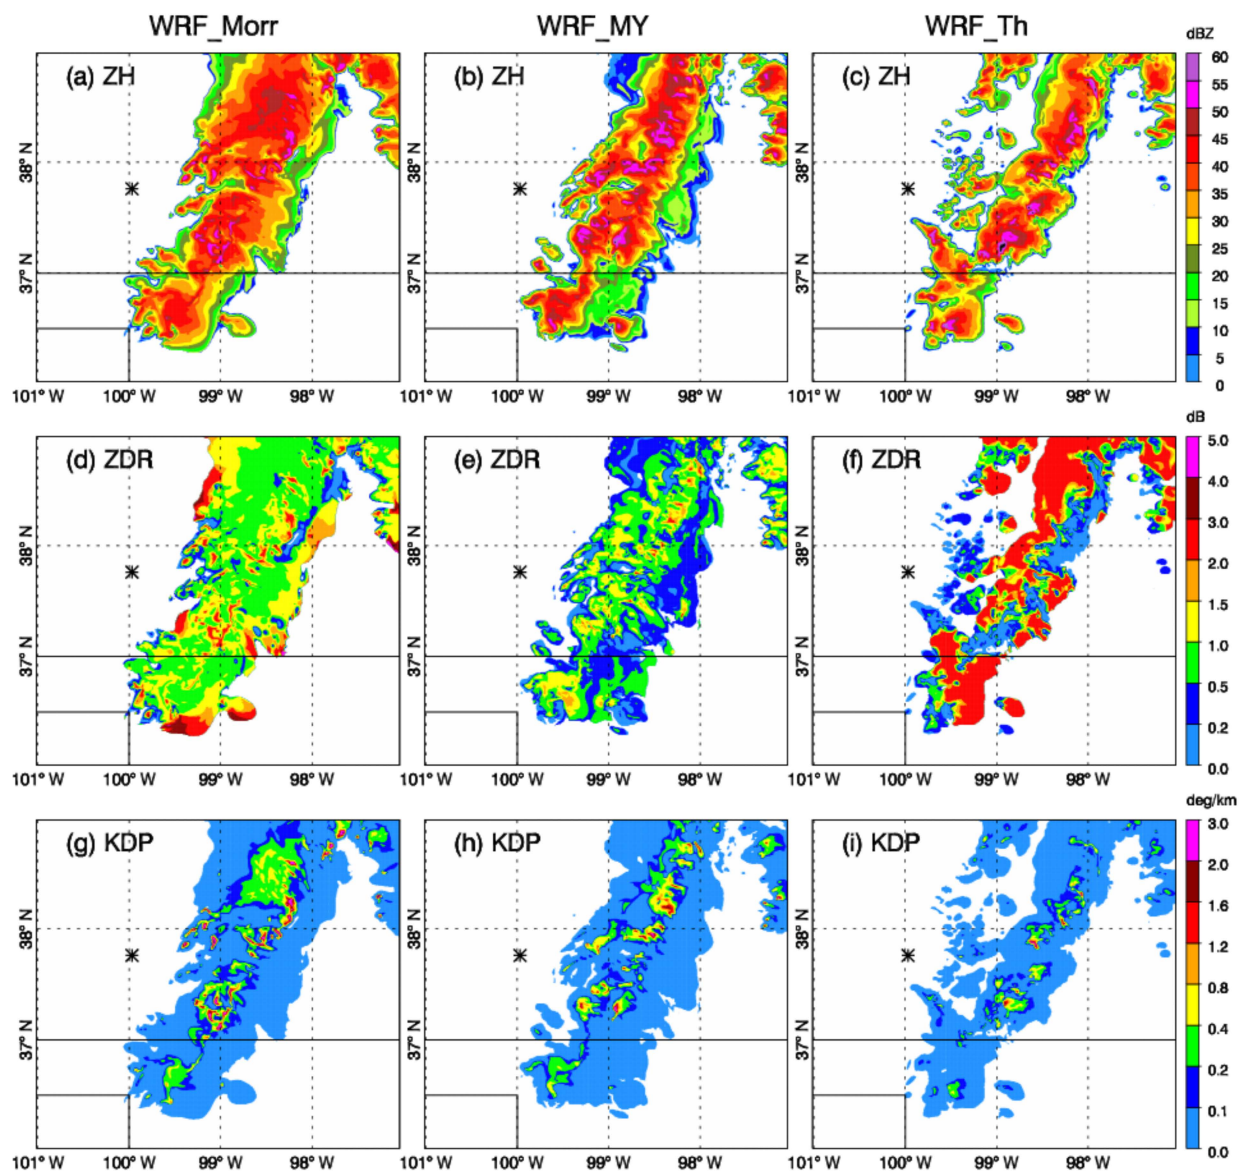 WRF_Morr WRF_MY WRF_Th
dBZ
(a) ZH (b) ZH (c) ZH
60
55
50
45
40
35
30
25
20
15
10
5
0
38° N 38° N 38° N
37° N 37° N 37° N
101° W 100° W 99° W 98° W 101° W 100° W 99° W 98° W 101° W 100° W 99° W 98° W
dB
(d) ZDR (e) ZDR (f) ZDR
5.0
4.0
3.0
2.0
1.5
1.0
0.5
0.2
0.0
38° N 38° N 38° N
37° N 37° N 37° N
101° W 100° W 99° W 98° W 101° W 100° W 99° W 98° W 101° W 100° W 99° W 98° W
deg/km
(g) KDP (h) KDP (i) KDP
3.0
2.0
1.6
1.2
0.8
0.4
0.2
0.1
0.0
38° N 38° N 38° N
37° N 37° N 37° N
101° W 100° W 99° W 98° W 101° W 100° W 99° W 98° W 101° W 100° W 99° W 98° W